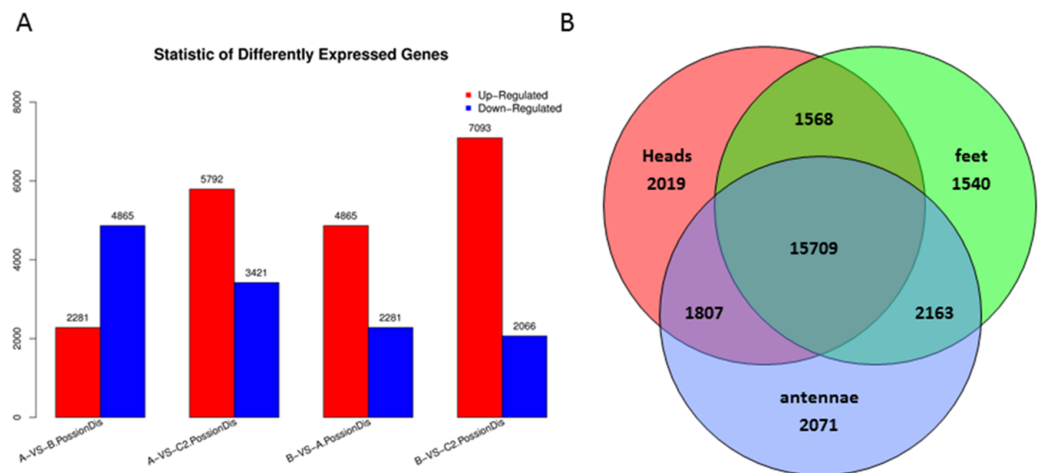 A
B
Statistic of Differently Expressed Genes
Up-Regulated
Down-Regulated
8000
6000
4000
2000
0
2281
4865
5792
3421
4865
2281
7093
2066
A-VS-B.PossionDis
A-VS-C2.PossionDis
B-VS-A.PossionDis
B-VS-C2.PossionDis
1568
Heads
2019
feet
1540
15709
1807
2163
antennae
2071